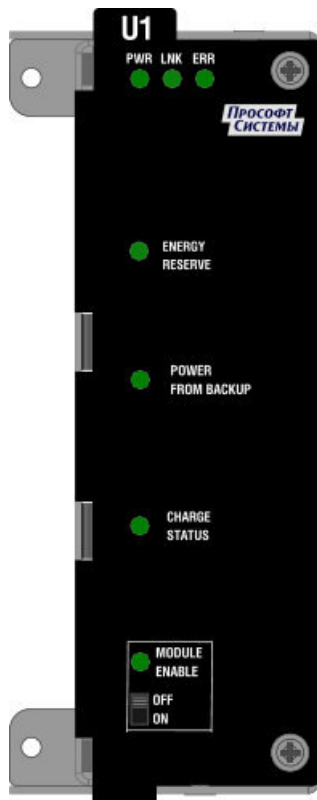 U1
PWR LNK ERR
Прософт
Системы
ENERGY
RESERVE
POWER
FROM BACKUP
CHARGE
STATUS
MODULE
ENABLE
OFF
ON